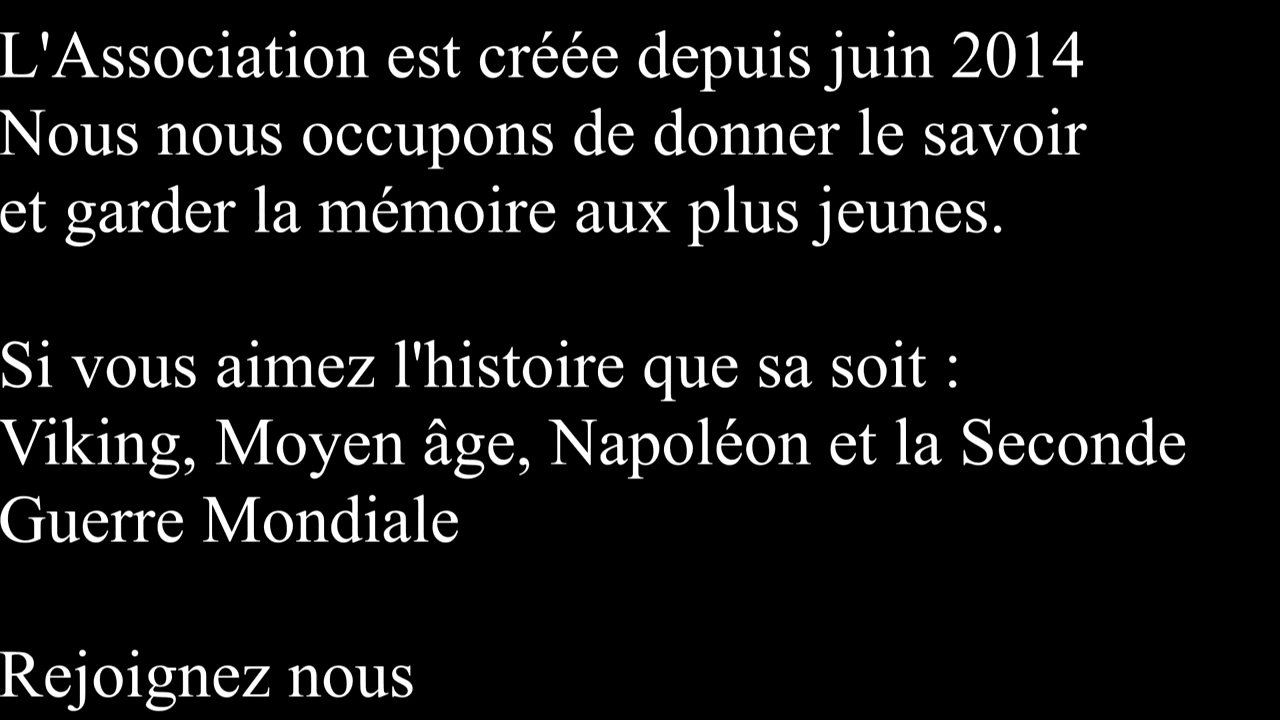 L'Association est créée depuis juin 2014
Nous nous occupons de donner le savoir
et garder la mémoire aux plus jeunes.
Si vous aimez l'histoire que sa soit :
Viking, Moyen âge, Napoléon et la Seconde
Guerre Mondiale
Rejoignez nous